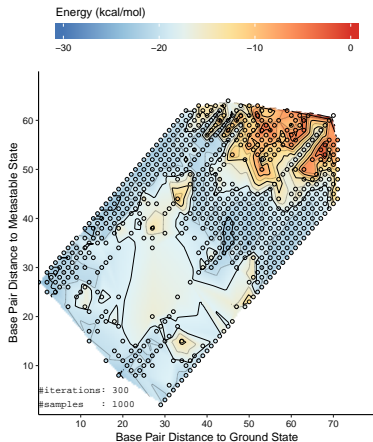 Energy (kcal/mol)
−30 −20 −10 0
Base Pair Distance to Metastable State
60
50
40
30
20
10
#iterations: 300
#samples : 1000
10 20 30 40 50 60 70
Base Pair Distance to Ground State